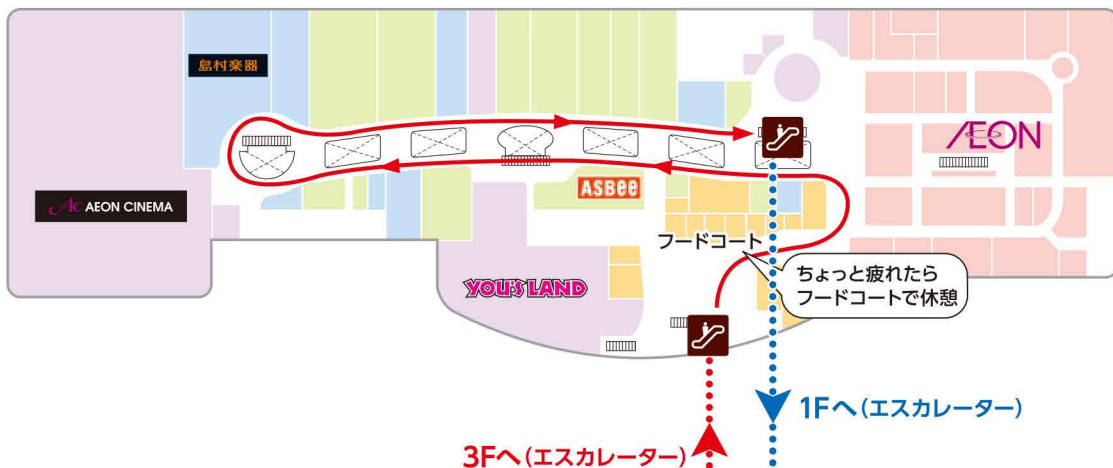 島村楽器
AEON
Ac AEON CINEMA
ASBee
フードコート
YOU'S LAND
ちょっと疲れたら
フードコートで休憩
1Fへ(エスカレーター)
3Fへ(エスカレーター)